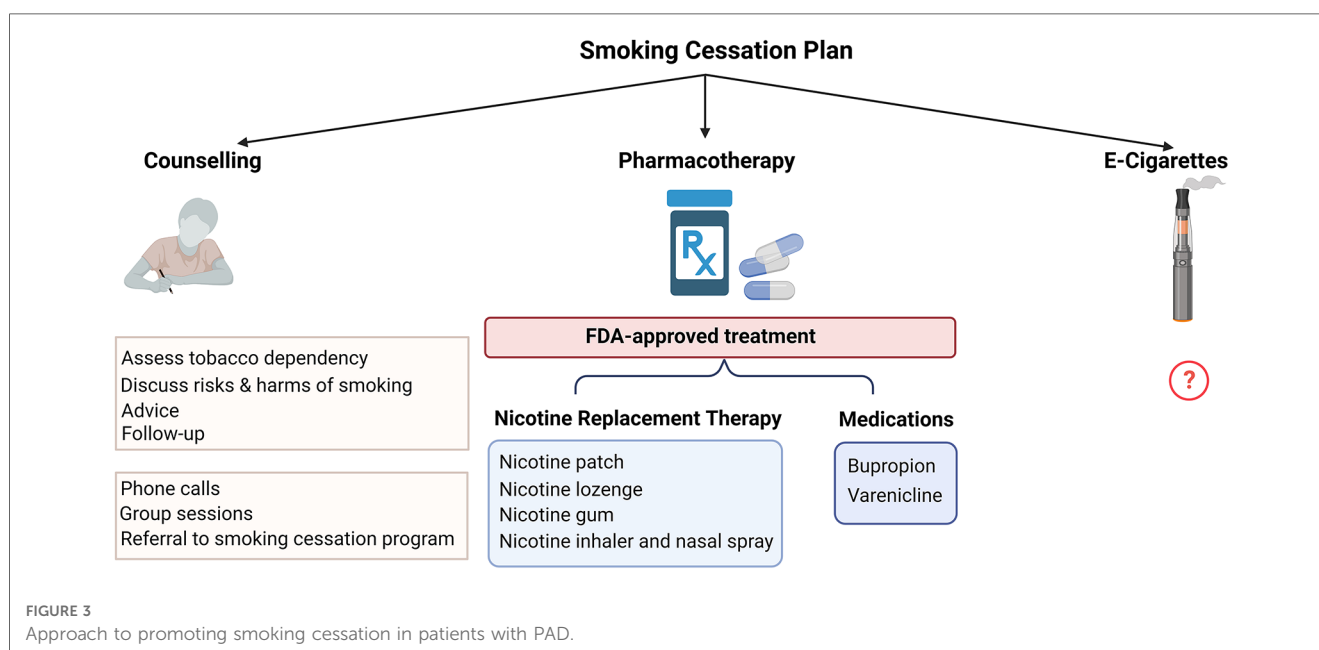 Smoking Cessation Plan
Counselling
Pharmacotherapy
E-Cigarettes
Rx
Assess tobacco dependency
Discuss risks & harms of smoking
Advice
Follow-up
Phone calls
Group sessions
Referral to smoking cessation program
FDA-approved treatment
Nicotine Replacement Therapy
Nicotine patch
Nicotine lozenge
Nicotine gum
Nicotine inhaler and nasal spray
Medications
Bupropion
Varenicline
?
FIGURE 3
Approach to promoting smoking cessation in patients with PAD.